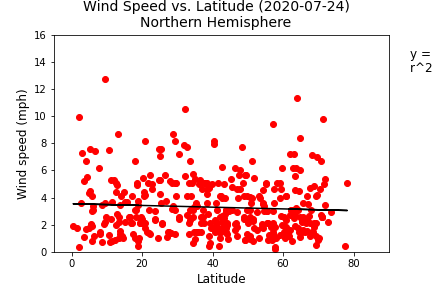 Wind Speed vs. Latitude (2020-07-24)
Northern Hemisphere
16
14
12
10
8
6
4
2
0
Wind speed (mph)
0
20
40
60
80
Latitude
y =
r^2